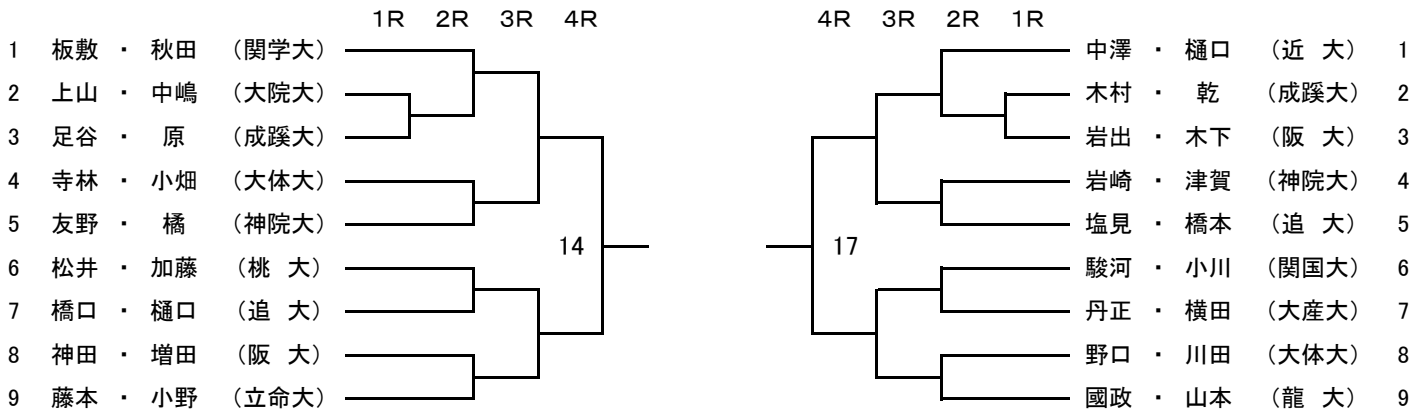 1R 2R 3R 4R
1 板敷 ・ 秋田 (関学大)
2 上山 ・ 中嶋 (大院大)
3 足谷 ・ 原 (成蹊大)
4 寺林 ・ 小畑 (大体大)
5 友野 ・ 橘 (神院大)
14
6 松井 ・ 加藤 (桃 大)
7 橋口 ・ 樋口 (追 大)
8 神田 ・ 増田 (阪 大)
9 藤本 ・ 小野 (立命大)
4R 3R 2R 1R
中澤 ・ 樋口 (近 大) 1
木村 ・ 乾 (成蹊大) 2
岩出 ・ 木下 (阪 大) 3
岩崎 ・ 津賀 (神院大) 4
塩見 ・ 橋本 (追 大) 5
17
駿河 ・ 小川 (関国大) 6
丹正 ・ 横田 (大産大) 7
野口 ・ 川田 (大体大) 8
國政 ・ 山本 (龍 大) 9